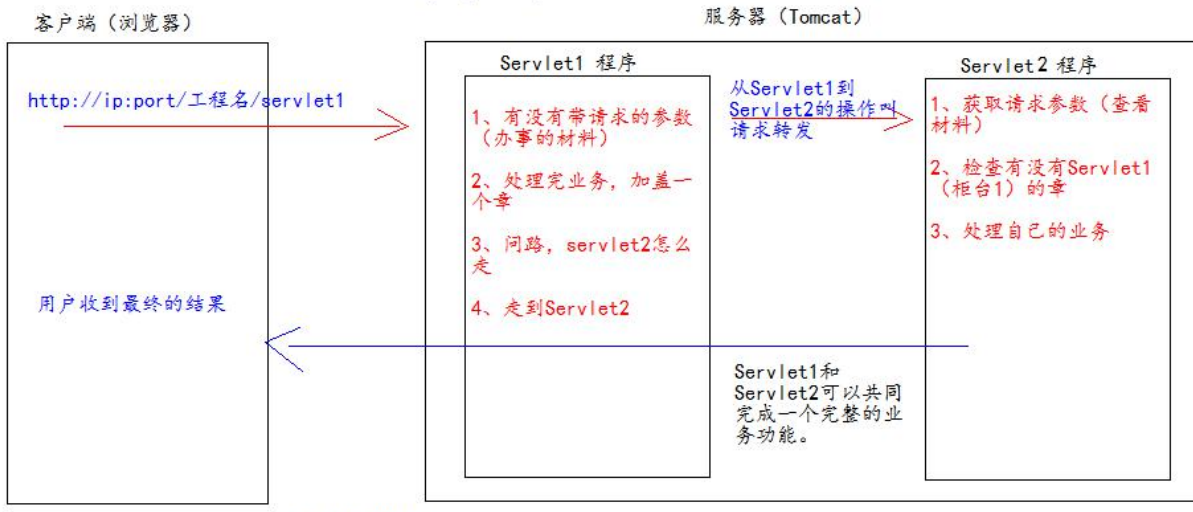 客户端（浏览器）
服务器（Tomcat）
http://ip:port/工程名/servlet1
用户收到最终的结果
Servlet1 程序
1、有没有带请求的参数
（办事的材料）
2、处理完业务，加盖一
个章
3、问路，servlet2怎么
走
4、走到Servlet2
从Servlet1到
Servlet2的操作叫
请求转发
Servlet1和
Servlet2可以共同
完成一个完整的业
务功能。
Servlet2 程序
1、获取请求参数（查看
材料）
2、检查有没有Servlet1
（柜台1）的章
3、处理自己的业务